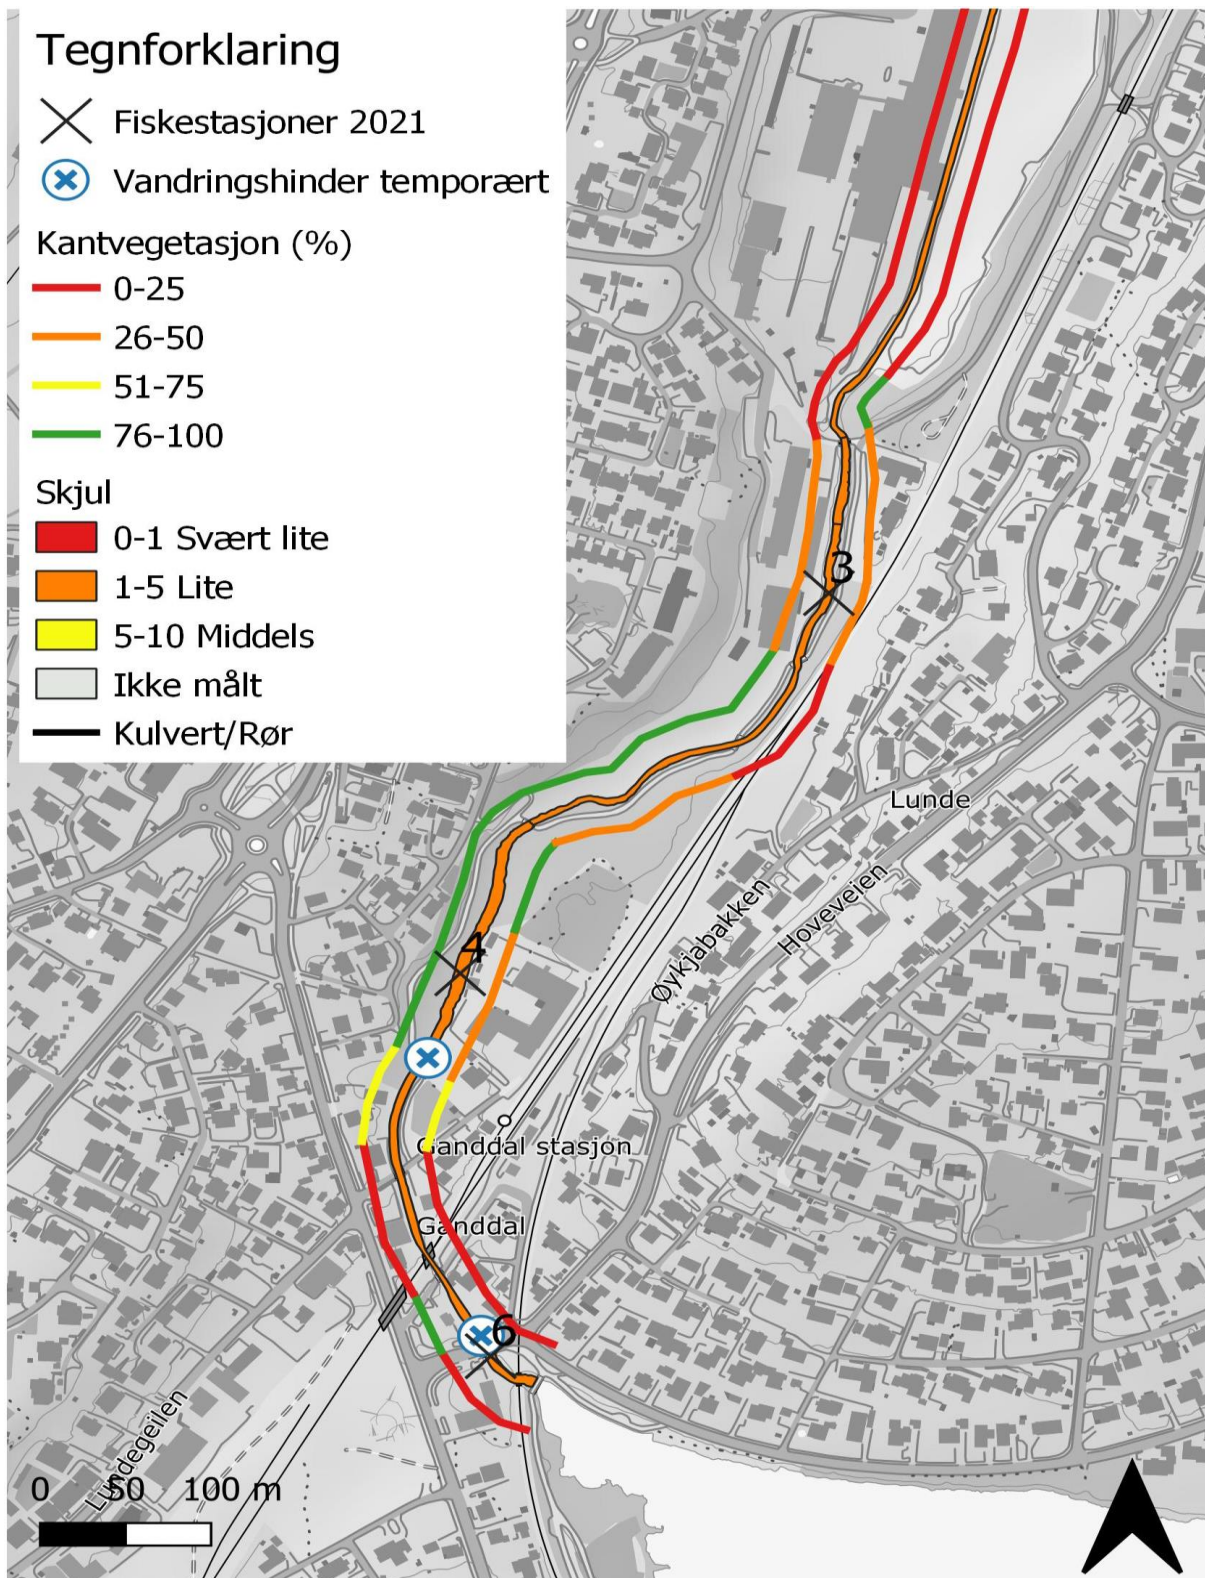 Tegnforklaring
Fiskestasjoner 2021
Vandringshinder temporært
Kantvegetasjon (%)
0-25
26-50
51-75
76-100
Skjul
0-1 Svært lite
1-5 Lite
5-10 Middels
Ikke målt
Kulvert/Rør
3
Lunde
Hoveveien
Øykjabakken
4
Ganddal stasjon
Ganddal
6
Lundegeilen
0 50 100 m